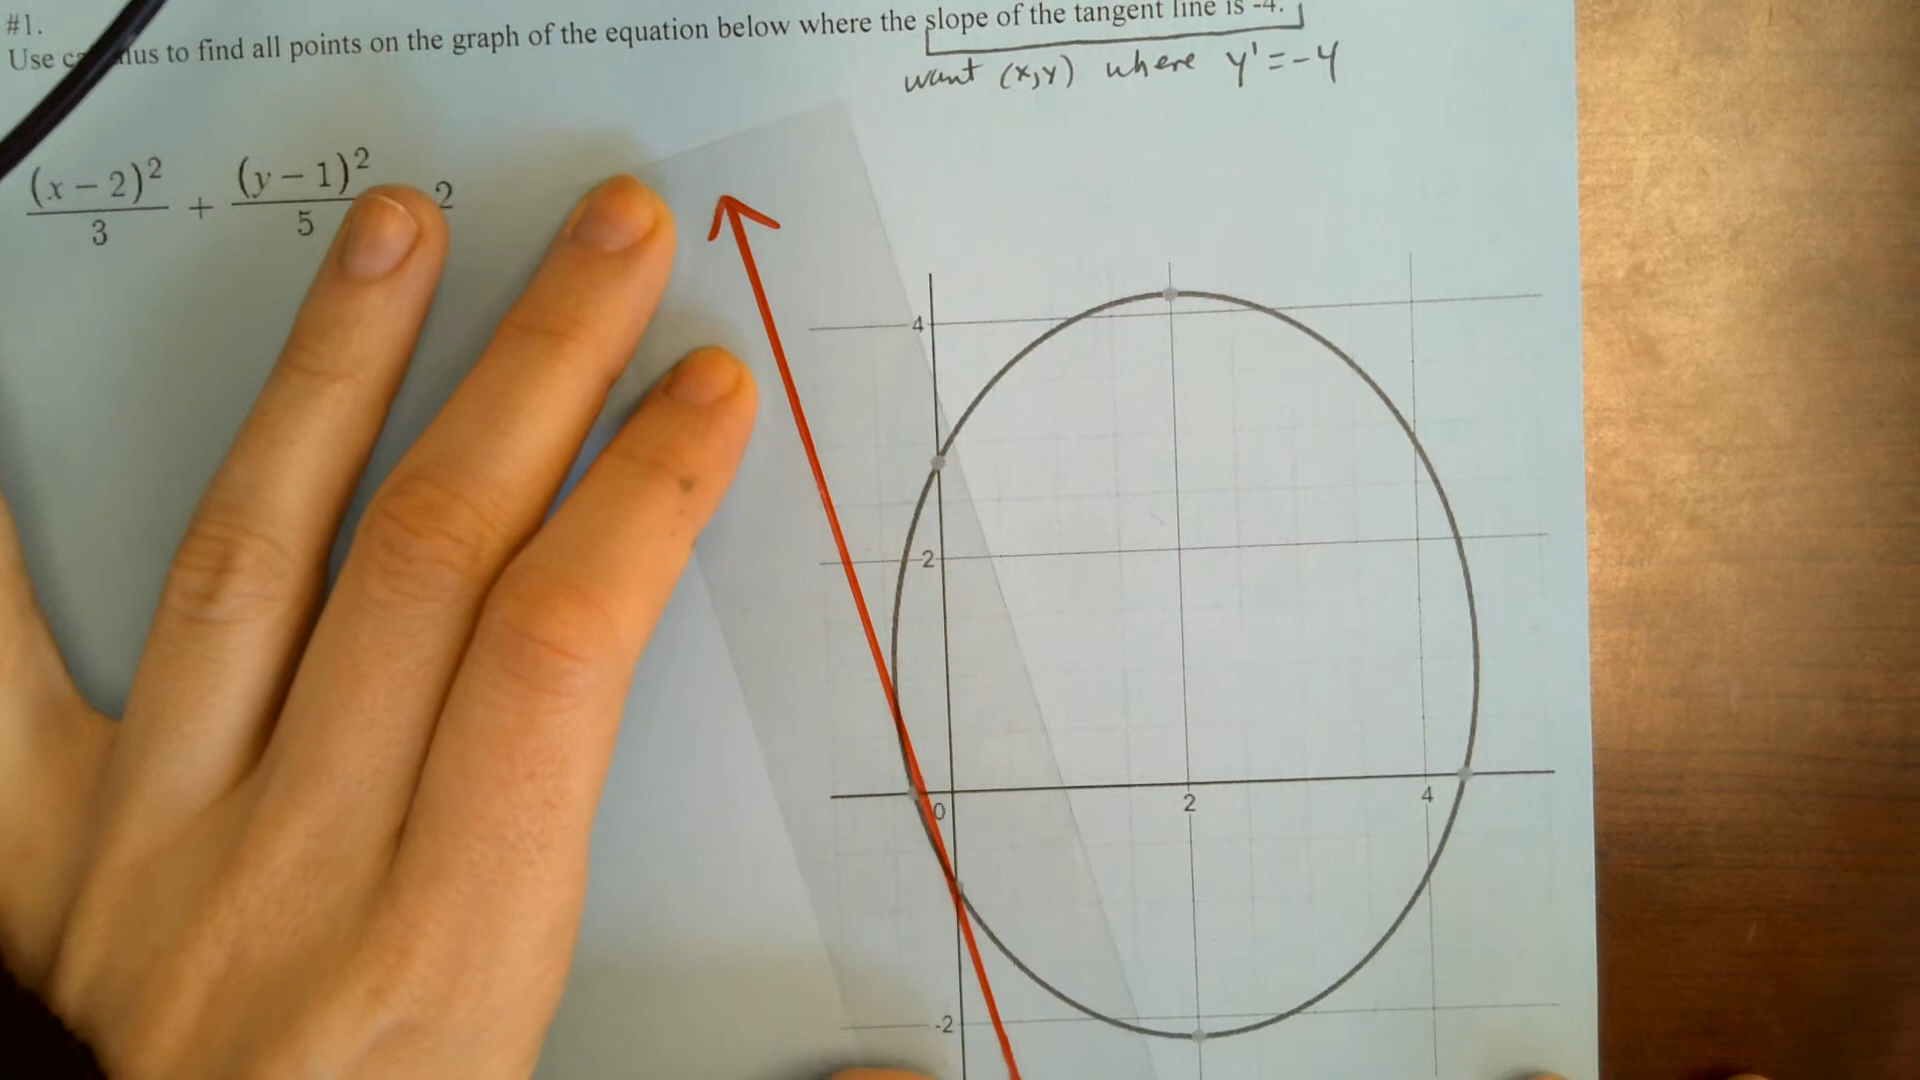 #1.
Use to find all points on the graph of the equation below where the slope of the tangent line is -4.
want (x,y) where y' = -4
(x − 2)² / 3 + (y − 1)² / 5 2
4
2
0 2 4
-2